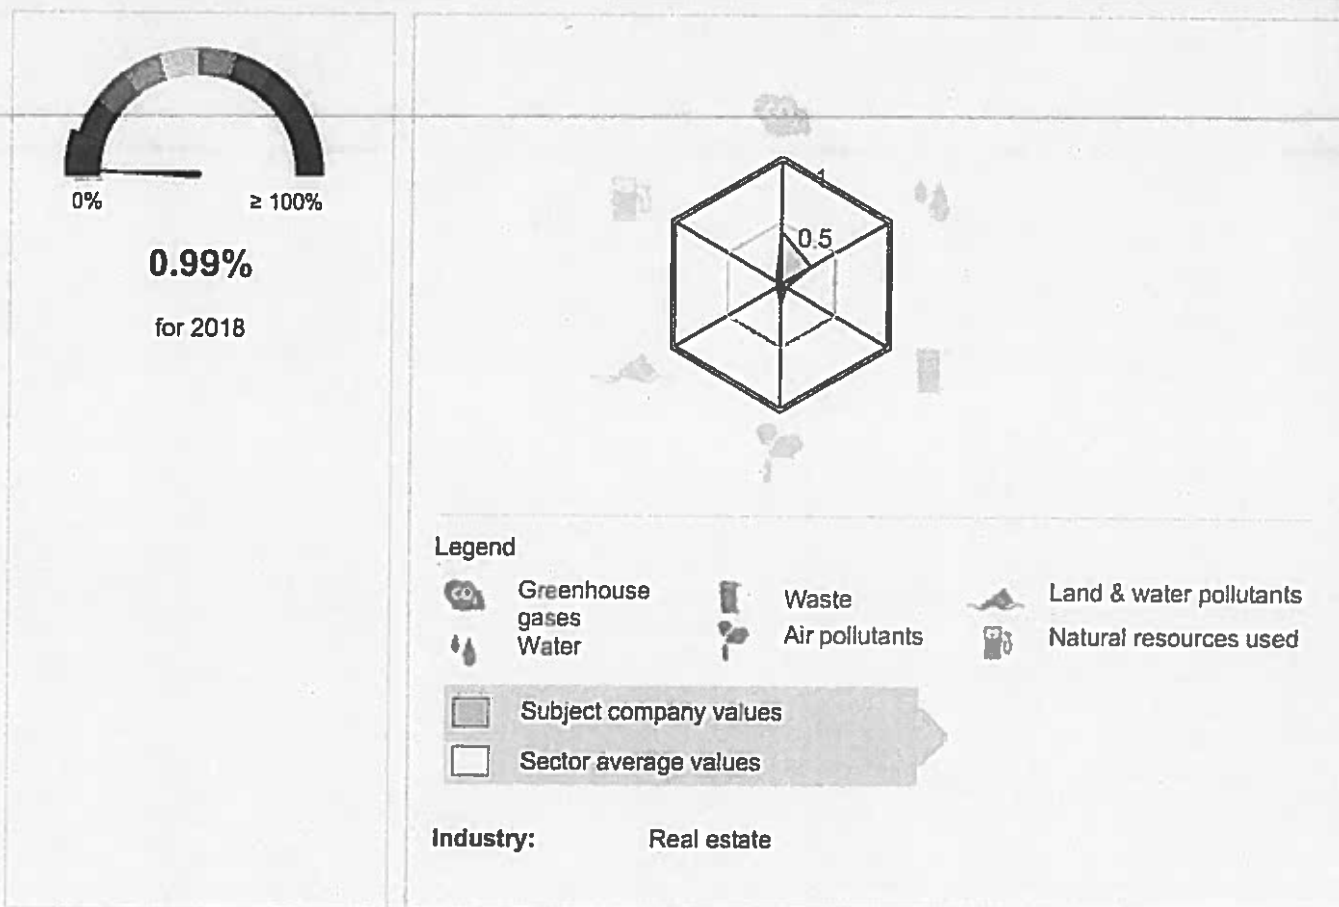 0%
≥ 100%
0.99%
for 2018
1
0.5
Legend
Greenhouse
gases
Water
Waste
Air pollutants
Land & water pollutants
Natural resources used
Subject company values
Sector average values
Industry: Real estate